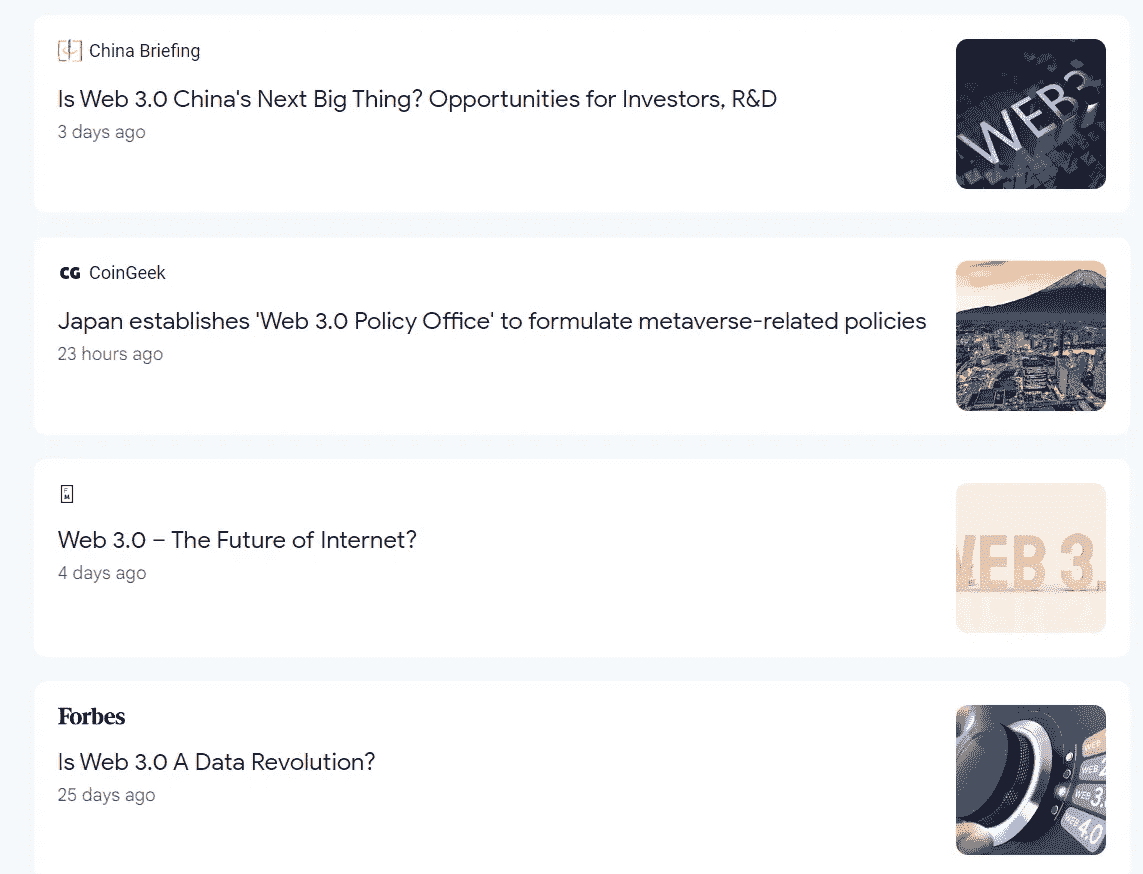 China Briefing
Is Web 3.0 China's Next Big Thing? Opportunities for Investors, R&D
3 days ago
WEB3
CG CoinGeek
Japan establishes 'Web 3.0 Policy Office' to formulate metaverse-related policies
23 hours ago
FM
Web 3.0 – The Future of Internet?
4 days ago
WEB 3.
Forbes
Is Web 3.0 A Data Revolution?
25 days ago
WEB
WEB 2
WEB 3.
WEB 4.0